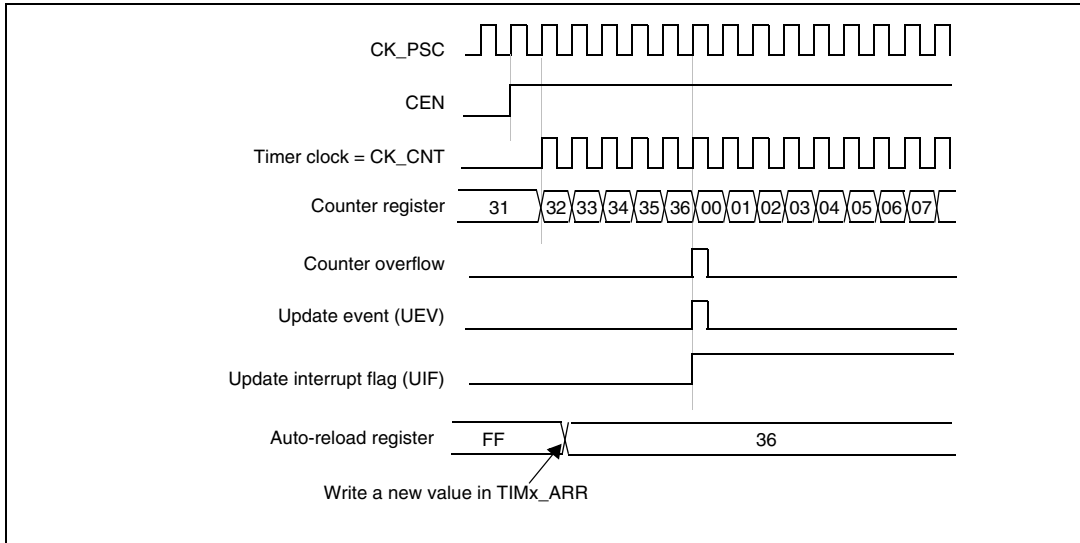 CK_PSC
CEN
Timer clock = CK_CNT
Counter register 31 32 33 34 35 36 00 01 02 03 04 05 06 07
Counter overflow
Update event (UEV)
Update interrupt flag (UIF)
Auto-reload register FF 36
Write a new value in TIMx_ARR